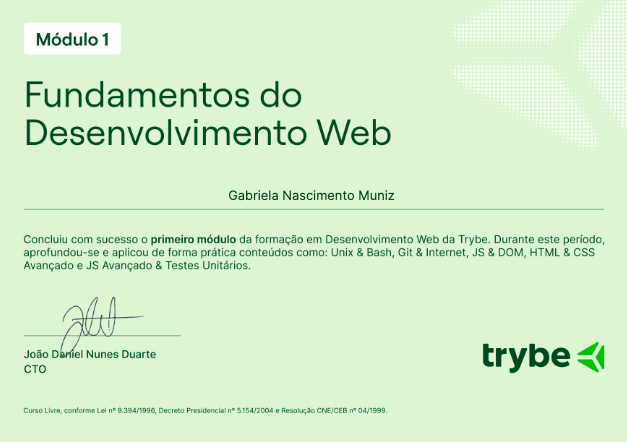 Módulo 1
Fundamentos do
Desenvolvimento Web
Gabriela Nascimento Muniz
Concluiu com sucesso o primeiro módulo da formação em Desenvolvimento Web da Trybe. Durante este período,
aprofundou-se e aplicou de forma prática conteúdos como: Unix & Bash, Git & Internet, JS & DOM, HTML & CSS
Avançado e JS Avançado & Testes Unitários.
João Daniel Nunes Duarte
CTO
trybe
Curso Livre, conforme Lei nº 9.394/1996, Decreto Presidencial nº 5.154/2004 e Resolução CNE/CEB nº 04/1999.